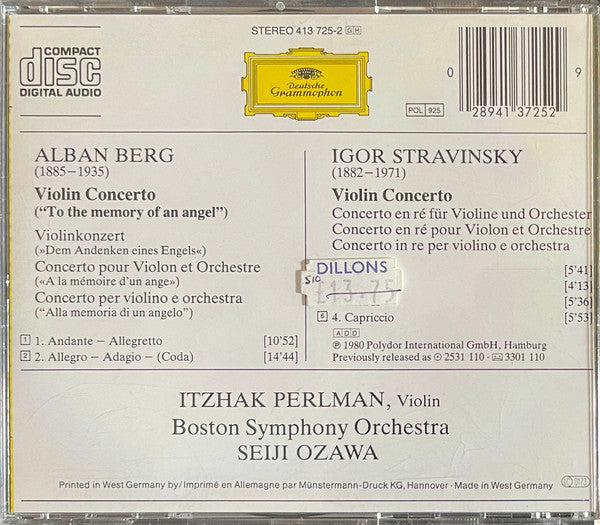 STEREO 413 725-2 GH
COMPACT
disc
DIGITAL AUDIO
Deutsche
Grammophon
POL 925
0
28941 37252
9
ALBAN BERG
(1885–1935)
Violin Concerto
(“To the memory of an angel”)
Violinkonzert
(»Dem Andenken eines Engels«)
Concerto pour Violon et Orchestre
(«A la mémoire d'un ange»)
Concerto per violino e orchestra
(“Alla memoria di un angelo”)
1 1. Andante – Allegretto [10'52]
2 2. Allegro – Adagio – (Coda) [14'44]
IGOR STRAVINSKY
(1882–1971)
Violin Concerto
Concerto en ré für Violine und Orchester
Concerto en ré pour Violon et Orchestre
Concerto in re per violino e orchestra
[5'41]
[4'13]
[5'36]
6 4. Capriccio [5'53]
ADD
℗ 1980 Polydor International GmbH, Hamburg
Previously released as 2531 110 · 3301 110
DILLONS
£13.75
ITZHAK PERLMAN, Violin
Boston Symphony Orchestra
SEIJI OZAWA
Printed in West Germany by/Imprimé en Allemagne par Münstermann-Druck KG, Hannover · Made in West Germany